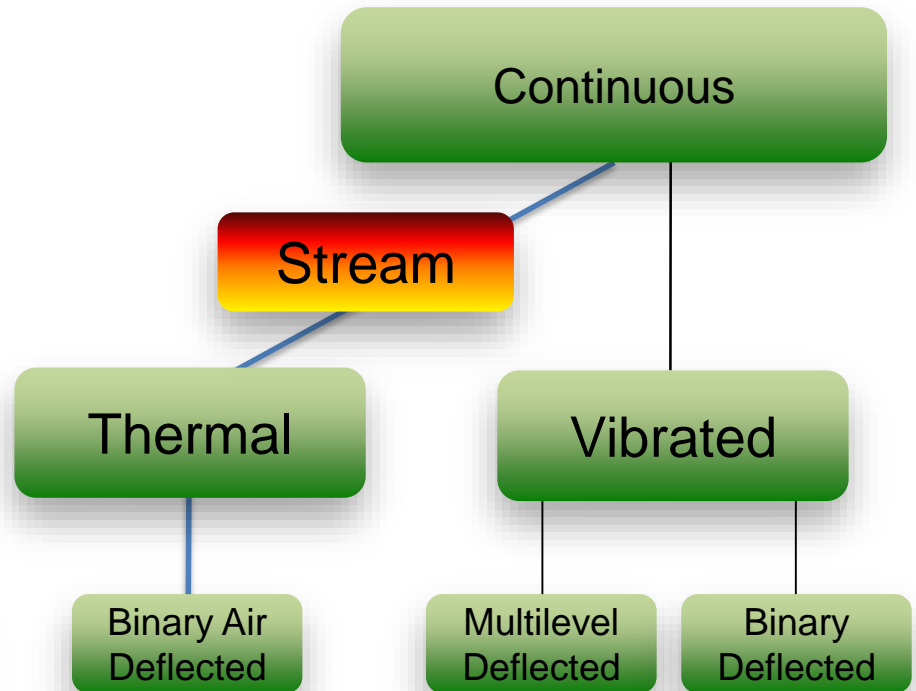 Continuous
Stream
Thermal
Vibrated
Binary Air
Deflected
Multilevel
Deflected
Binary
Deflected